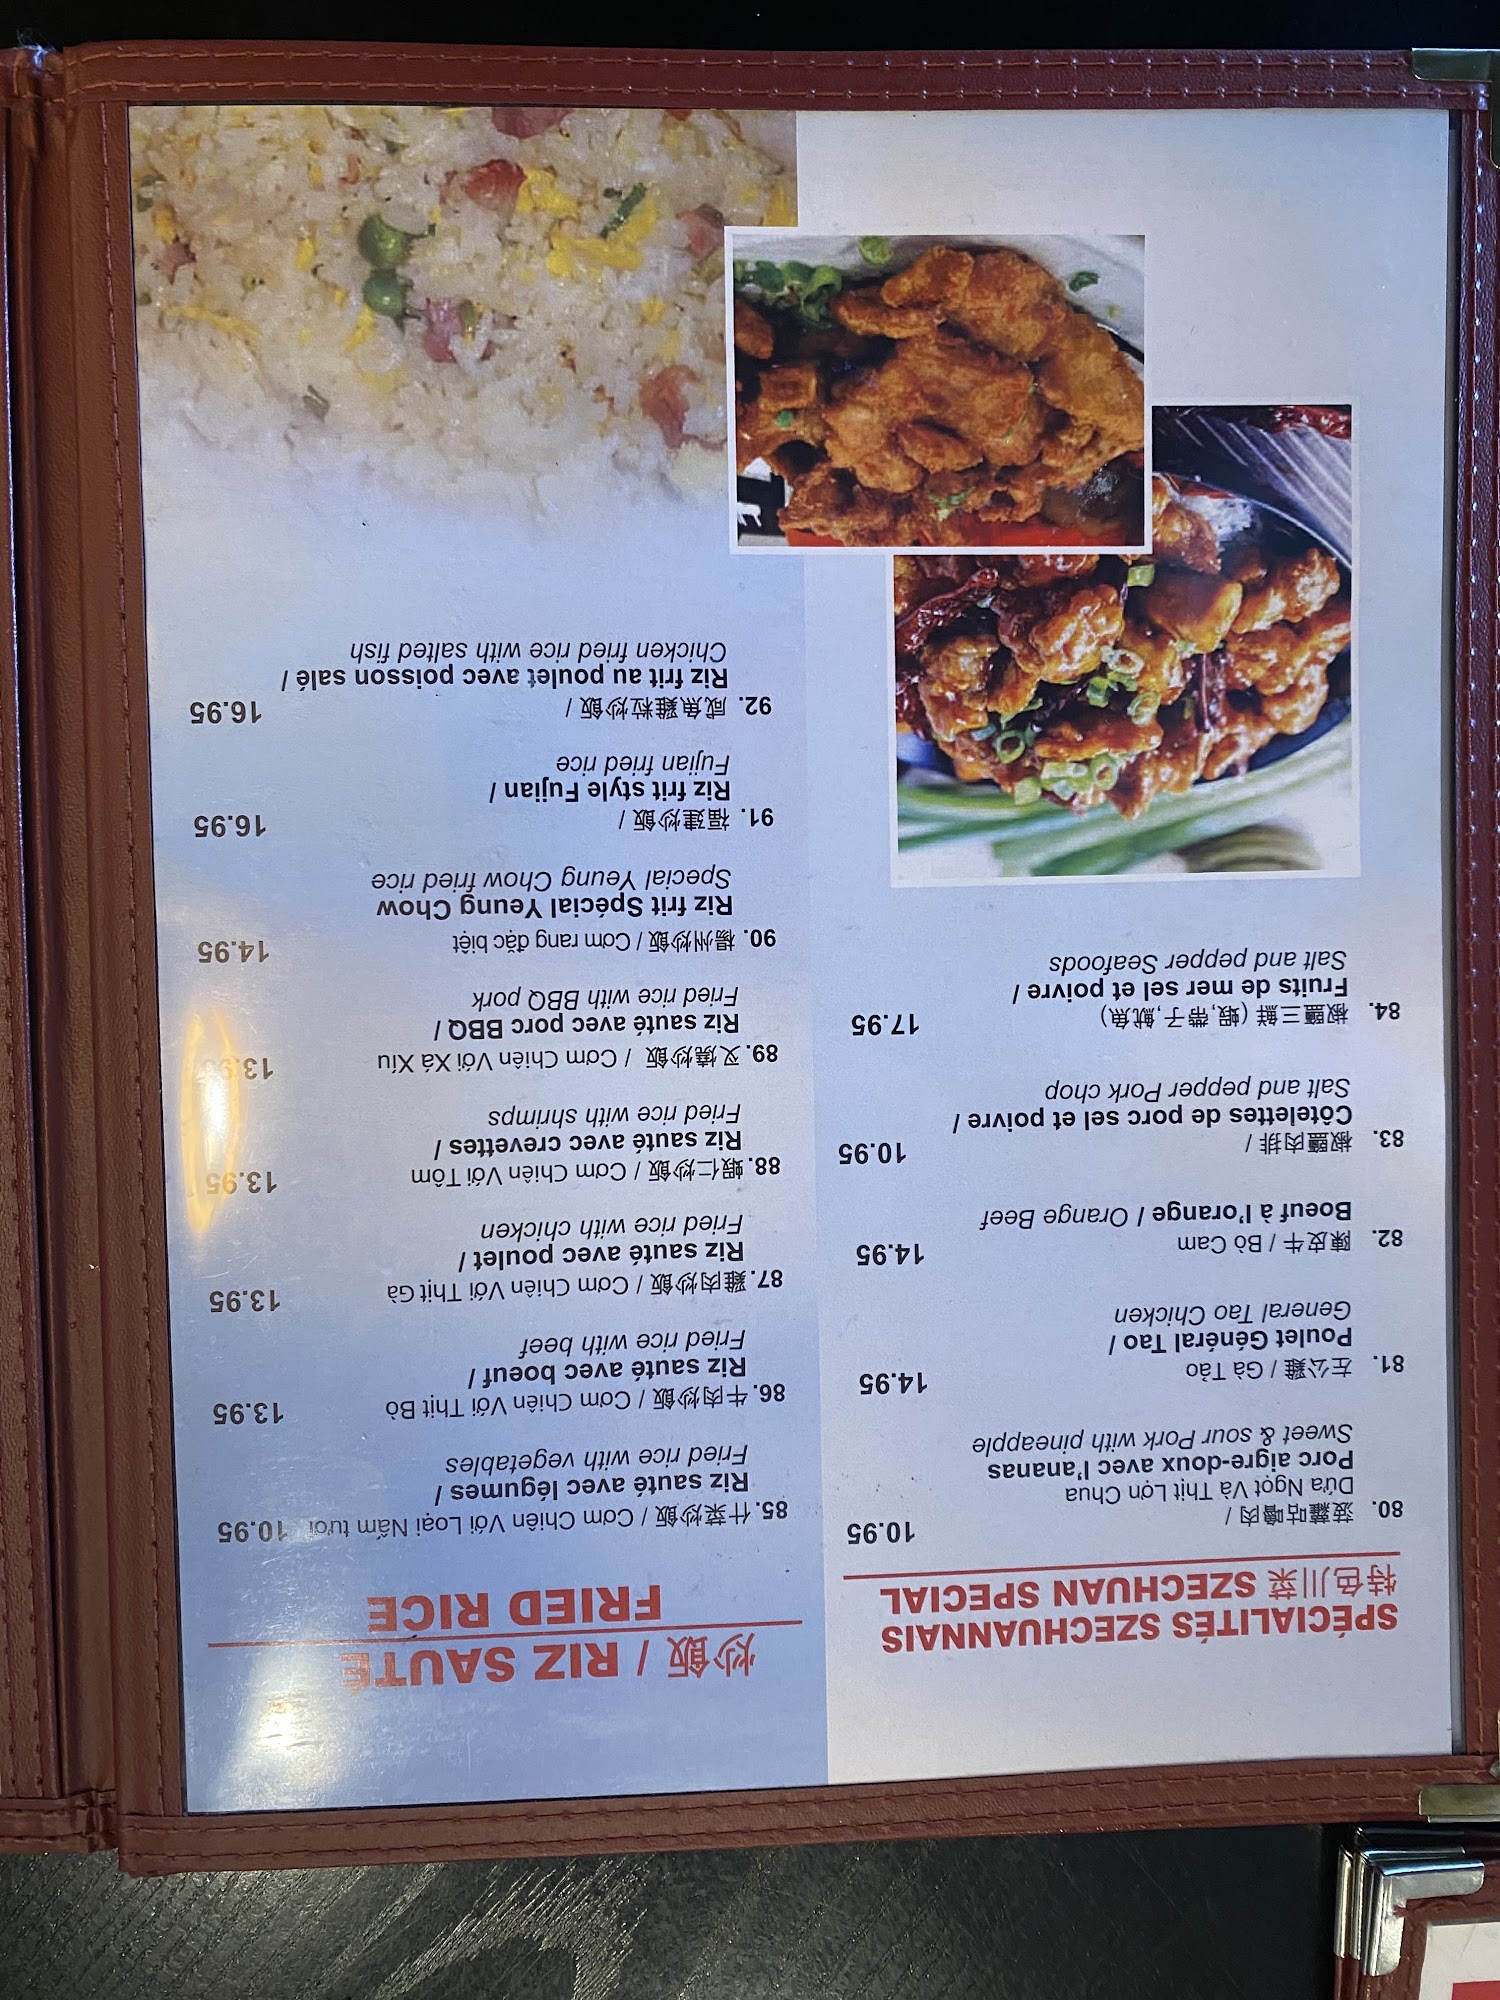 SPÉCIALITÉS SZECHUANNAIS
特色川菜 SZECHUAN SPECIAL
80. 菠蘿咕嚕肉 /
Dứa Ngọt Và Thịt Lợn Chua
Porc aigre-doux avec l'ananas
Sweet & sour Pork with pineapple
10.95
81. 左公雞 / Gà Tảo
Poulet Général Tao /
General Tao Chicken
14.95
82. 陳皮牛 / Bò Cam
Boeuf à l'orange / Orange Beef
14.95
83. 椒鹽肉排 /
Côtelettes de porc sel et poivre /
Salt and pepper Pork chop
10.95
84. 椒鹽三鮮 (蝦,帶子,魷魚)
Fruits de mer sel et poivre /
Salt and pepper Seafoods
17.95
炒飯 / RIZ SAUTÉ
FRIED RICE
85. 什菜炒飯 / Cơm Chiên Với Loại Nấm tươi 10.95
Riz sauté avec légumes /
Fried rice with vegetables
86. 牛肉炒飯 / Cơm Chiên Với Thịt Bò
Riz sauté avec boeuf /
Fried rice with beef
13.95
87. 雞肉炒飯 / Cơm Chiên Với Thịt Gà
Riz sauté avec poulet /
Fried rice with chicken
13.95
88. 蝦仁炒飯 / Cơm Chiên Với Tôm
Riz sauté avec crevettes /
Fried rice with shrimps
13.95
89. 叉燒炒飯 / Cơm Chiên Với Xá Xíu
Riz sauté avec porc BBQ /
Fried rice with BBQ pork
13.95
90. 楊州炒飯 / Cơm rang đặc biệt
Riz frit Spécial Yeung Chow
Special Yeung Chow fried rice
14.95
91. 福建炒飯 /
Riz frit style Fujian /
Fujian fried rice
16.95
92. 咸魚雞粒炒飯 /
Riz frit au poulet avec poisson salé /
Chicken fried rice with salted fish
16.95